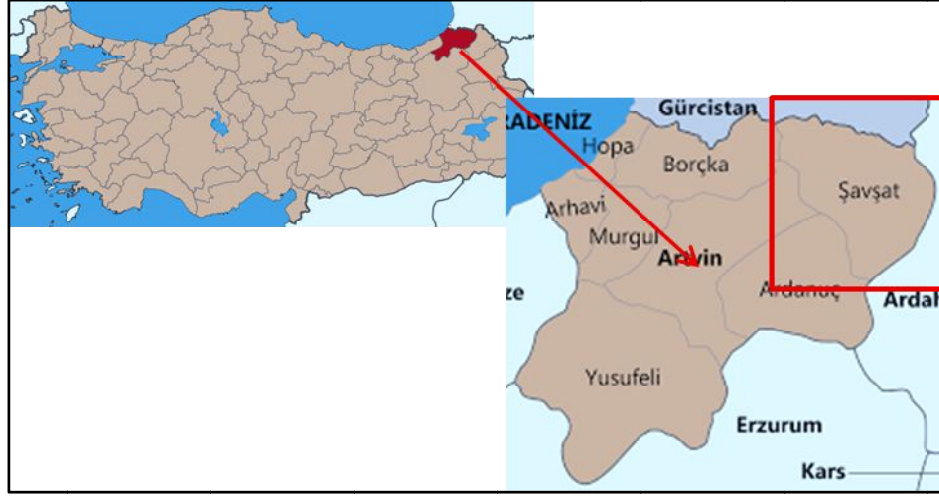 Gürcistan
RADENİZ
Hopa
Borçka
Şavşat
Arhavi
Murgul
Artvin
Ardanuç
ze
Ardah
Yusufeli
Erzurum
Kars